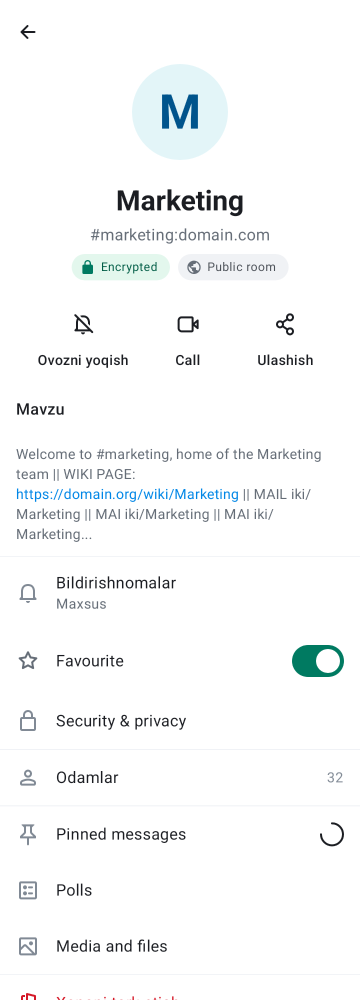 M
Marketing
#marketing:domain.com
Encrypted
Public room
Ovozni yoqish
Call
Ulashish
Mavzu
Welcome to #marketing, home of the Marketing
team || WIKI PAGE:
https://domain.org/wiki/Marketing || MAIL iki/
Marketing || MAI iki/Marketing || MAI iki/
Marketing...
Bildirishnomalar
Maxsus
Favourite
Security & privacy
Odamlar 32
Pinned messages
Polls
Media and files